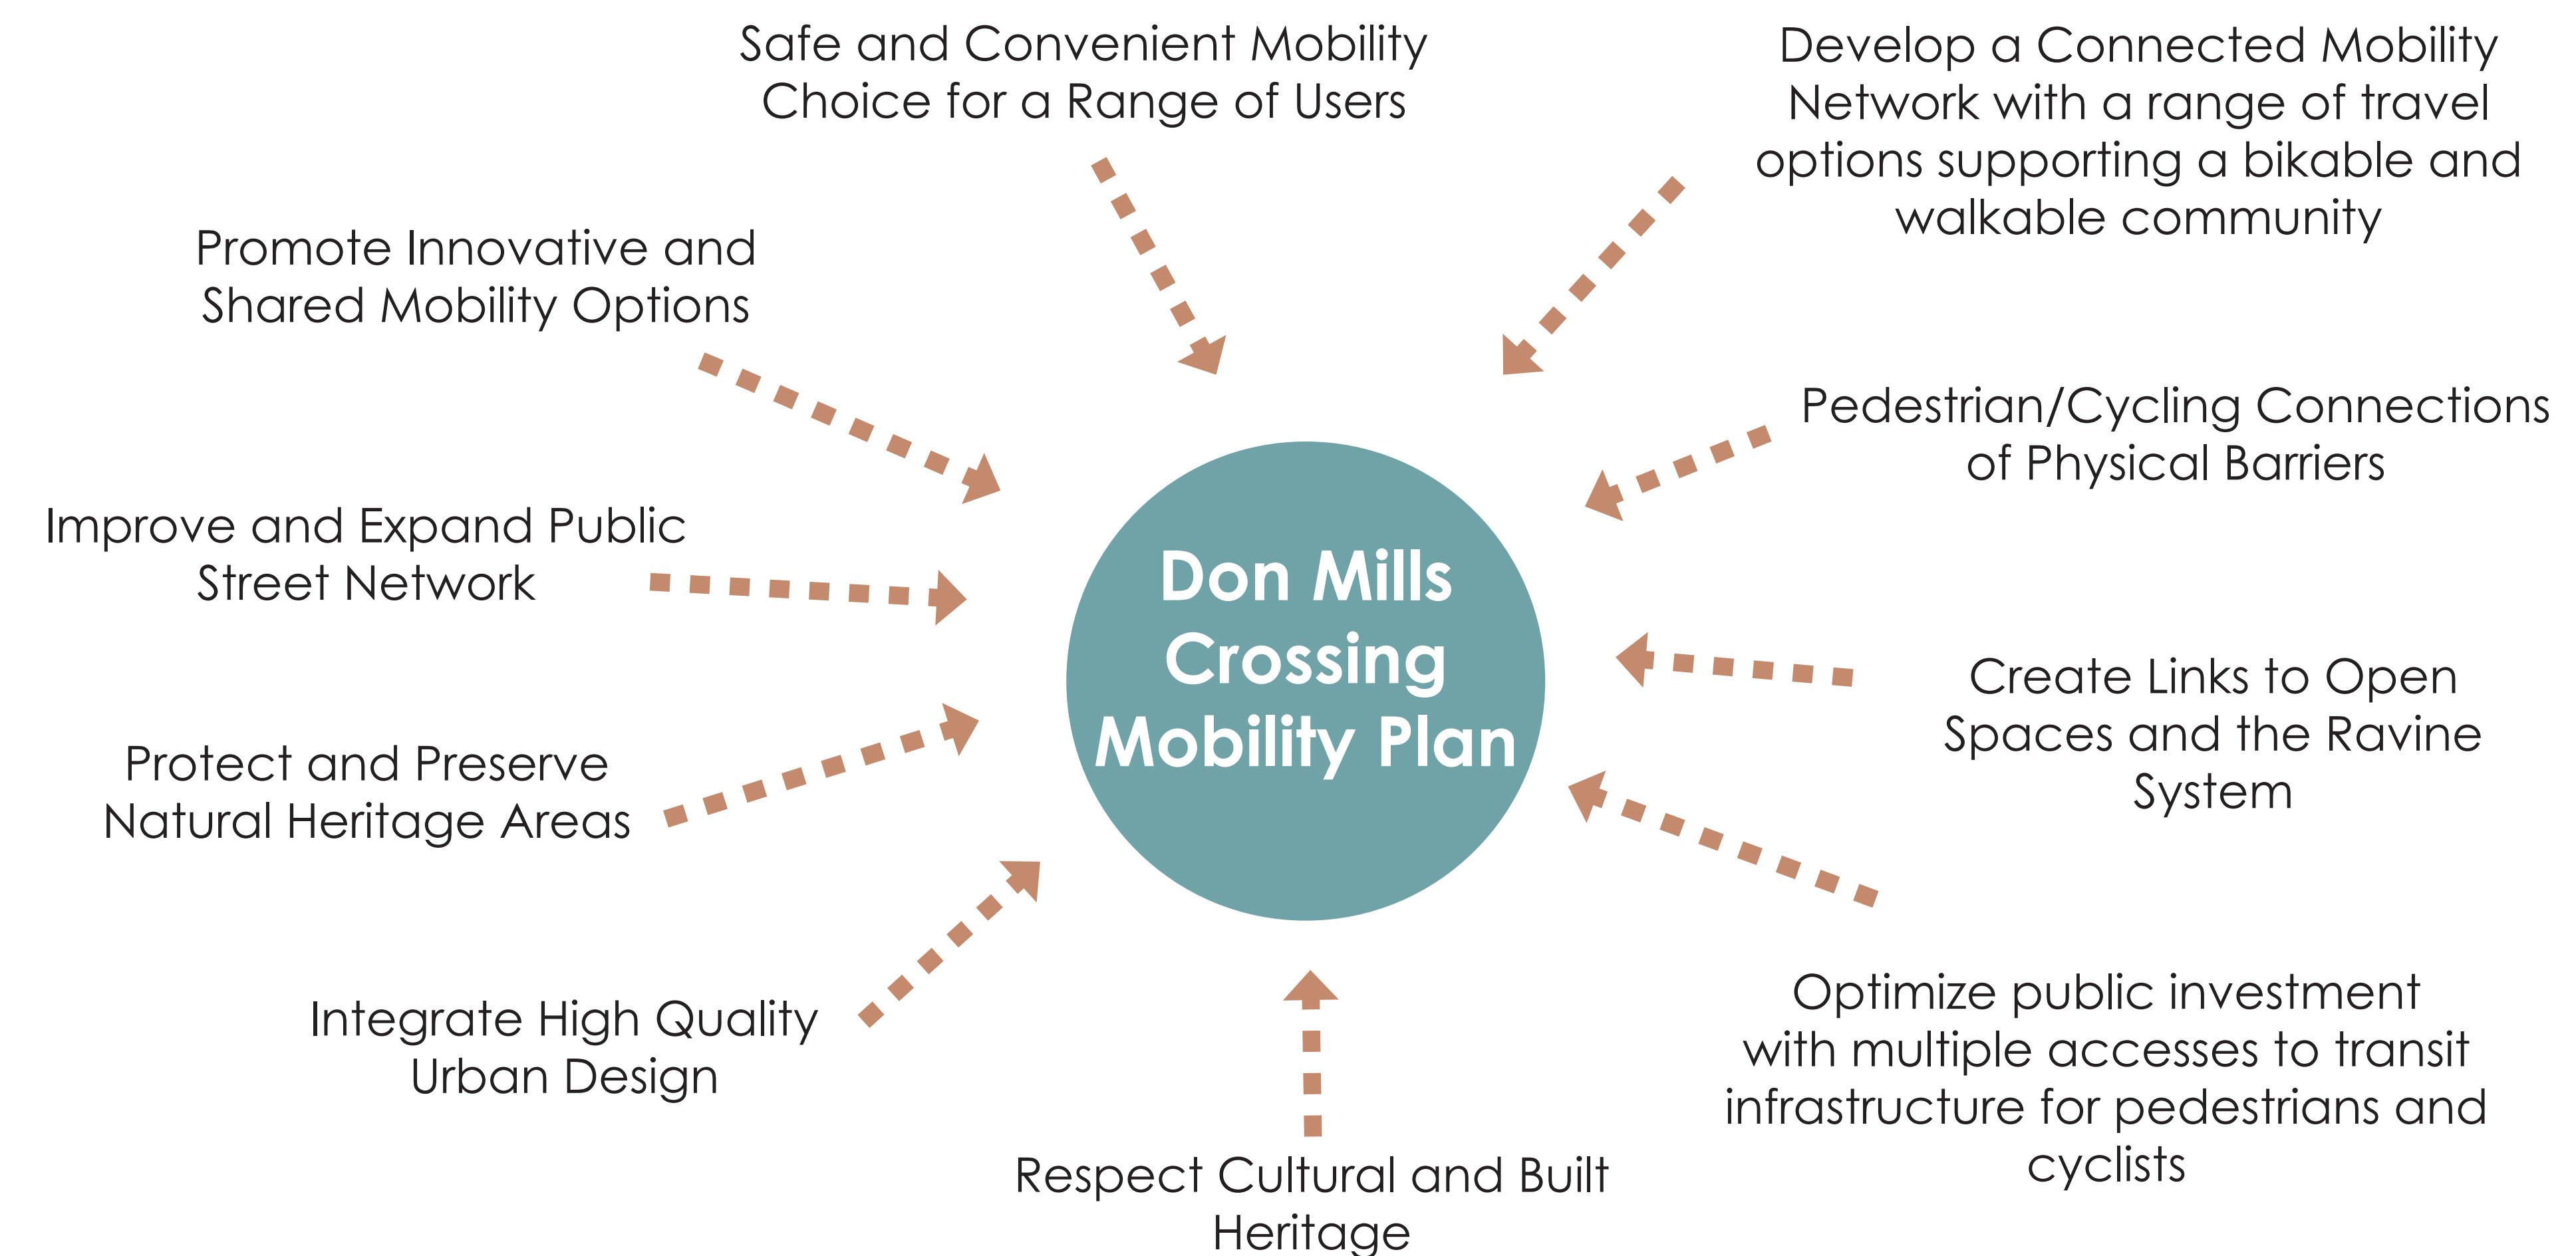 Safe and Convenient Mobility
Choice for a Range of Users
Develop a Connected Mobility
Network with a range of travel
options supporting a bikable and
walkable community
Promote Innovative and
Shared Mobility Options
Pedestrian/Cycling Connections
of Physical Barriers
Improve and Expand Public
Street Network
Don Mills
Crossing
Mobility Plan
Create Links to Open
Spaces and the Ravine
System
Protect and Preserve
Natural Heritage Areas
Integrate High Quality
Urban Design
Optimize public investment
with multiple accesses to transit
infrastructure for pedestrians and
cyclists
Respect Cultural and Built
Heritage